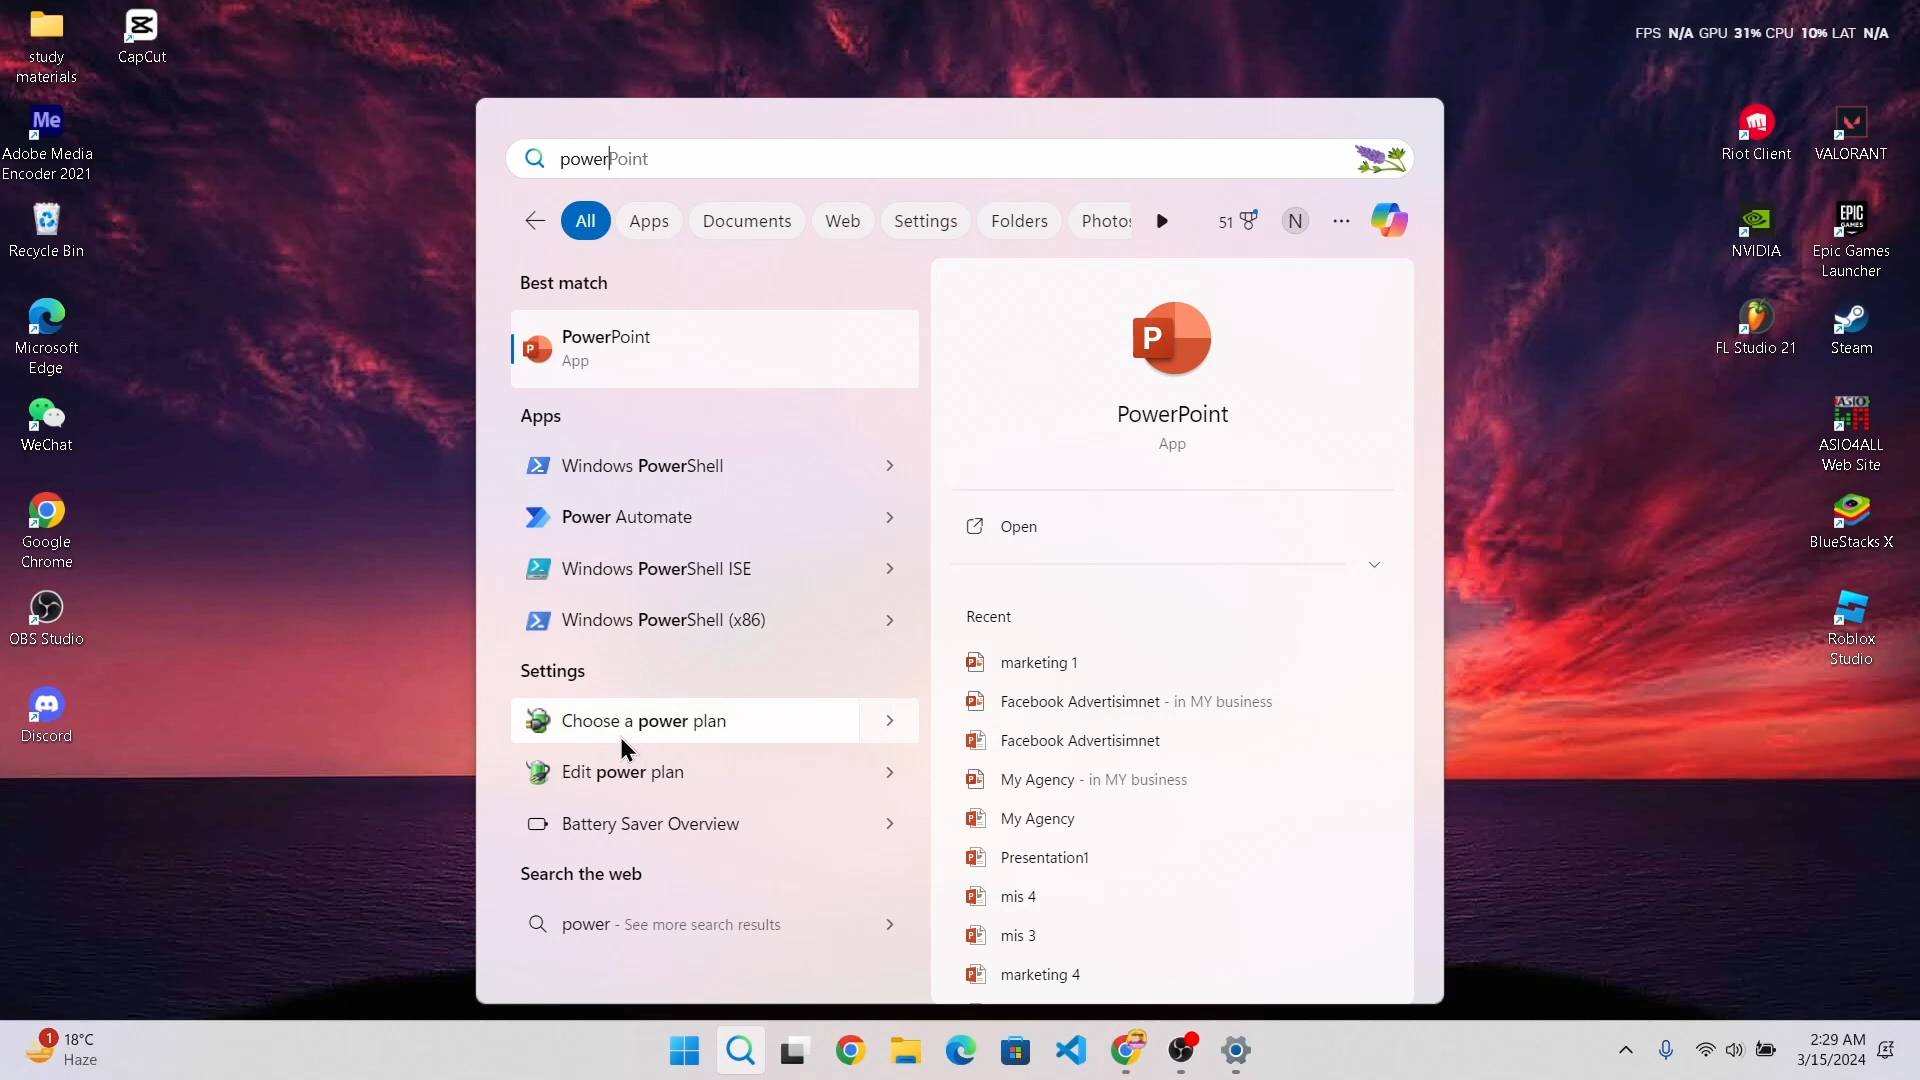 study
materials
CapCut
Me
Adobe Media
Encoder 2021
Recycle Bin
Microsoft
Edge
WeChat
Google
Chrome
OBS Studio
Discord
FPS N/A GPU 31% CPU 10% LAT N/A
Riot Client
VALORANT
NVIDIA
EPIC
GAMES
Epic Games
Launcher
FL Studio 21
Steam
ASIO
ASIO4ALL
Web Site
BlueStacks X
Roblox
Studio
powerPoint
All
Apps
Documents
Web
Settings
Folders
Photos
51
N
Best match
PowerPoint
App
Apps
Windows PowerShell
Power Automate
Windows PowerShell ISE
Windows PowerShell (x86)
Settings
Choose a power plan
Edit power plan
Battery Saver Overview
Search the web
power - See more search results
P
PowerPoint
App
Open
Recent
marketing 1
Facebook Advertisimnet - in MY business
Facebook Advertisimnet
My Agency - in MY business
My Agency
Presentation1
mis 4
mis 3
marketing 4
1
18°C
Haze
2:29 AM
3/15/2024